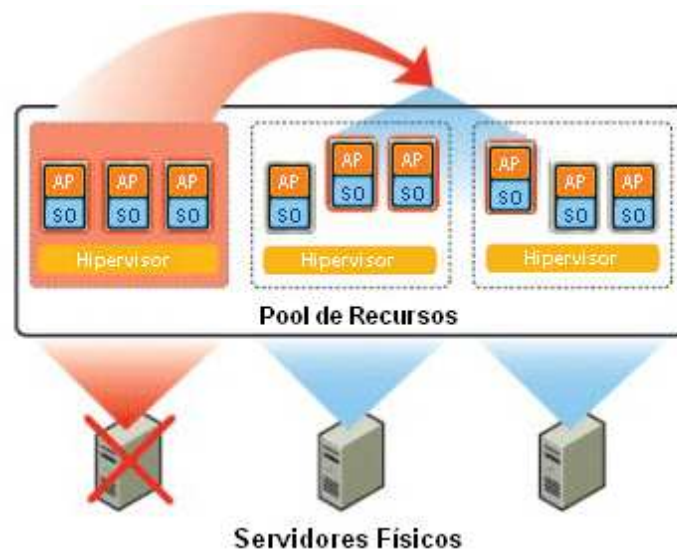 AP AP AP
SO SO SO
Hipervisor
AP AP AP
SO SO SO
Hipervisor
AP AP AP
SO SO SO
Hipervisor
Pool de Recursos
Servidores Físicos